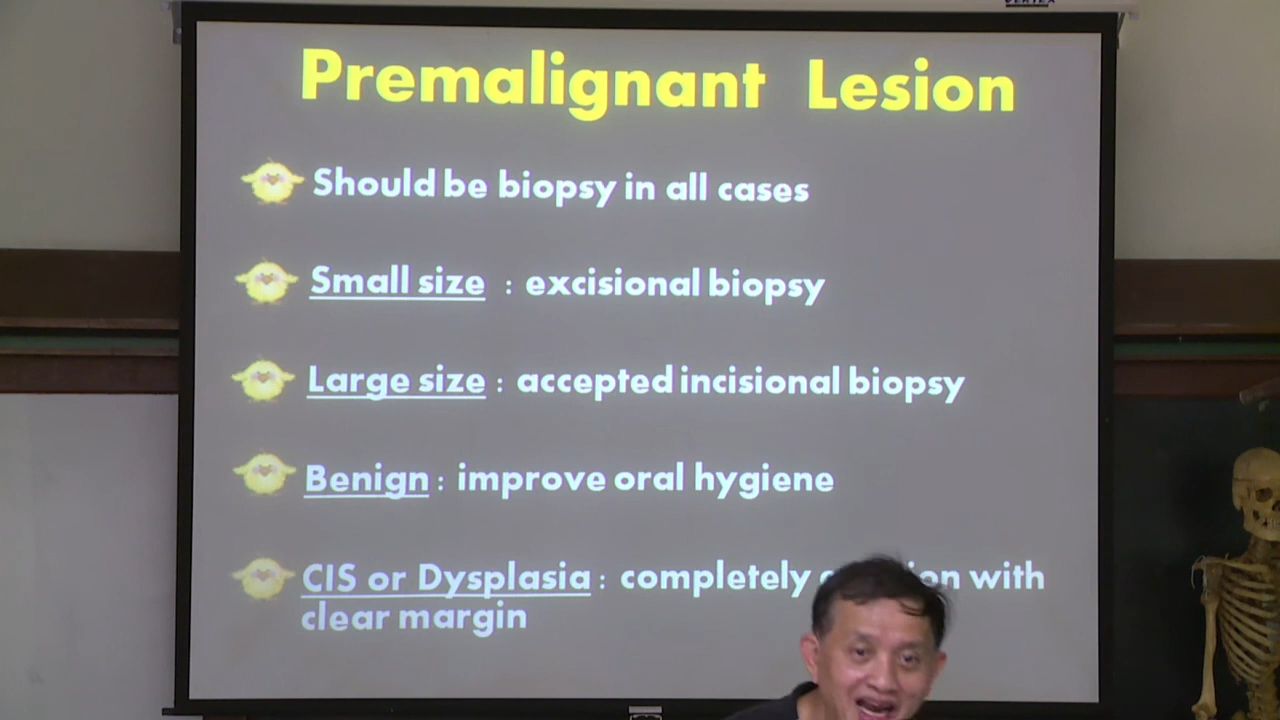 Premalignant Lesion
Should be biopsy in all cases
Small size : excisional biopsy
Large size : accepted incisional biopsy
Benign : improve oral hygiene
CIS or Dysplasia : completely with
clear margin